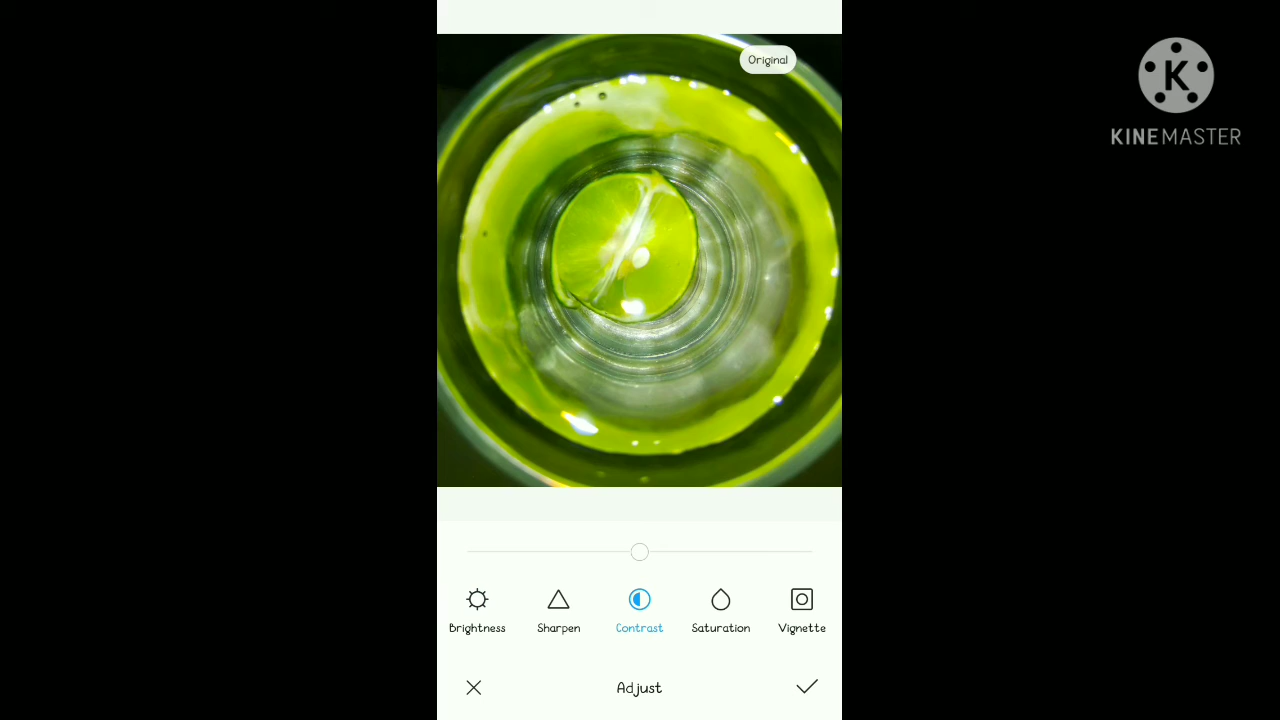 Original
K
KINEMASTER
Brightness Sharpen Contrast Saturation Vignette
Adjust